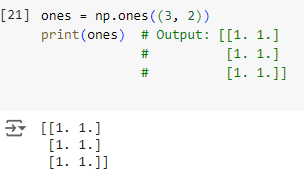 [21] ones = np.ones((3, 2))
print(ones)  # Output: [[1. 1.]
#          [1. 1.]
#          [1. 1.]]
[[1. 1.]
 [1. 1.]
 [1. 1.]]